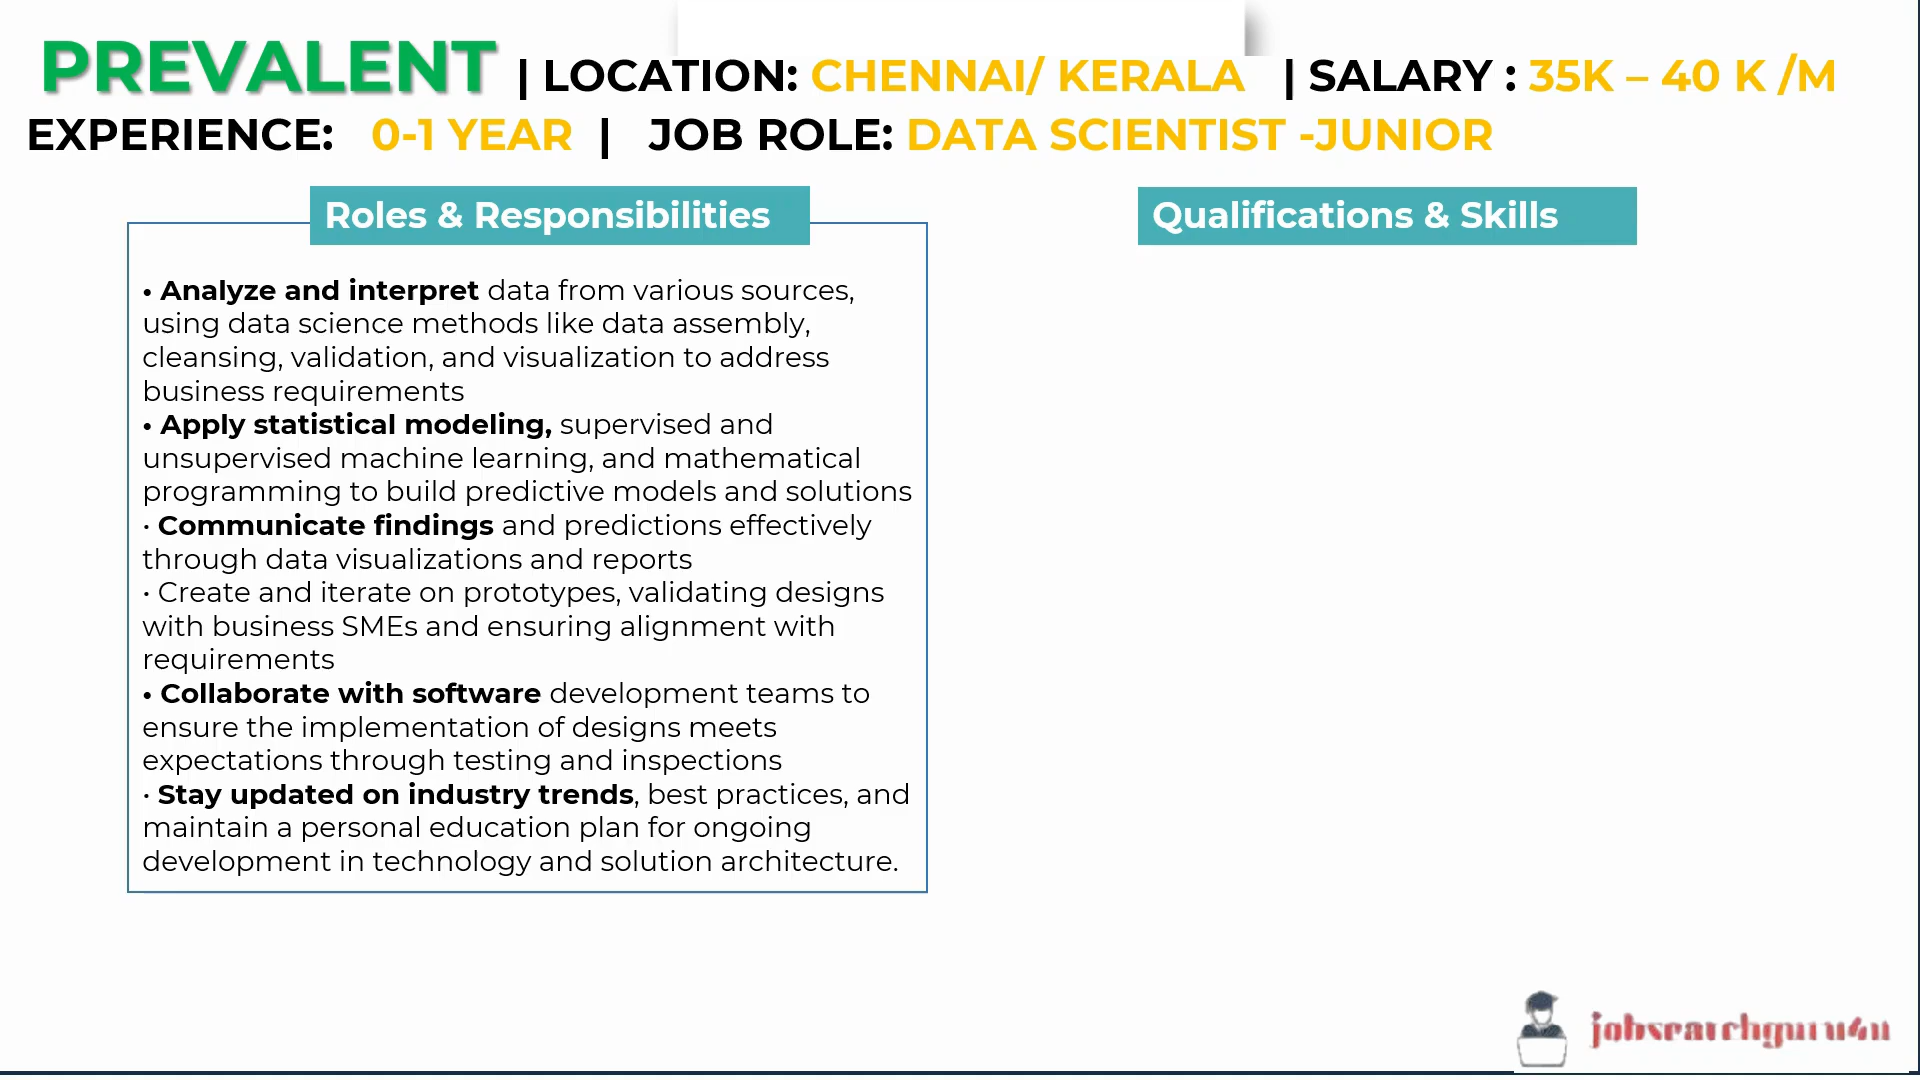 PREVALENT | LOCATION: CHENNAI/ KERALA | SALARY : 35K – 40 K /M
EXPERIENCE: 0-1 YEAR | JOB ROLE: DATA SCIENTIST -JUNIOR
Roles & Responsibilities
• Analyze and interpret data from various sources,
using data science methods like data assembly,
cleansing, validation, and visualization to address
business requirements
• Apply statistical modeling, supervised and
unsupervised machine learning, and mathematical
programming to build predictive models and solutions
• Communicate findings and predictions effectively
through data visualizations and reports
• Create and iterate on prototypes, validating designs
with business SMEs and ensuring alignment with
requirements
• Collaborate with software development teams to
ensure the implementation of designs meets
expectations through testing and inspections
• Stay updated on industry trends, best practices, and
maintain a personal education plan for ongoing
development in technology and solution architecture.
Qualifications & Skills
jobsearchguru4u